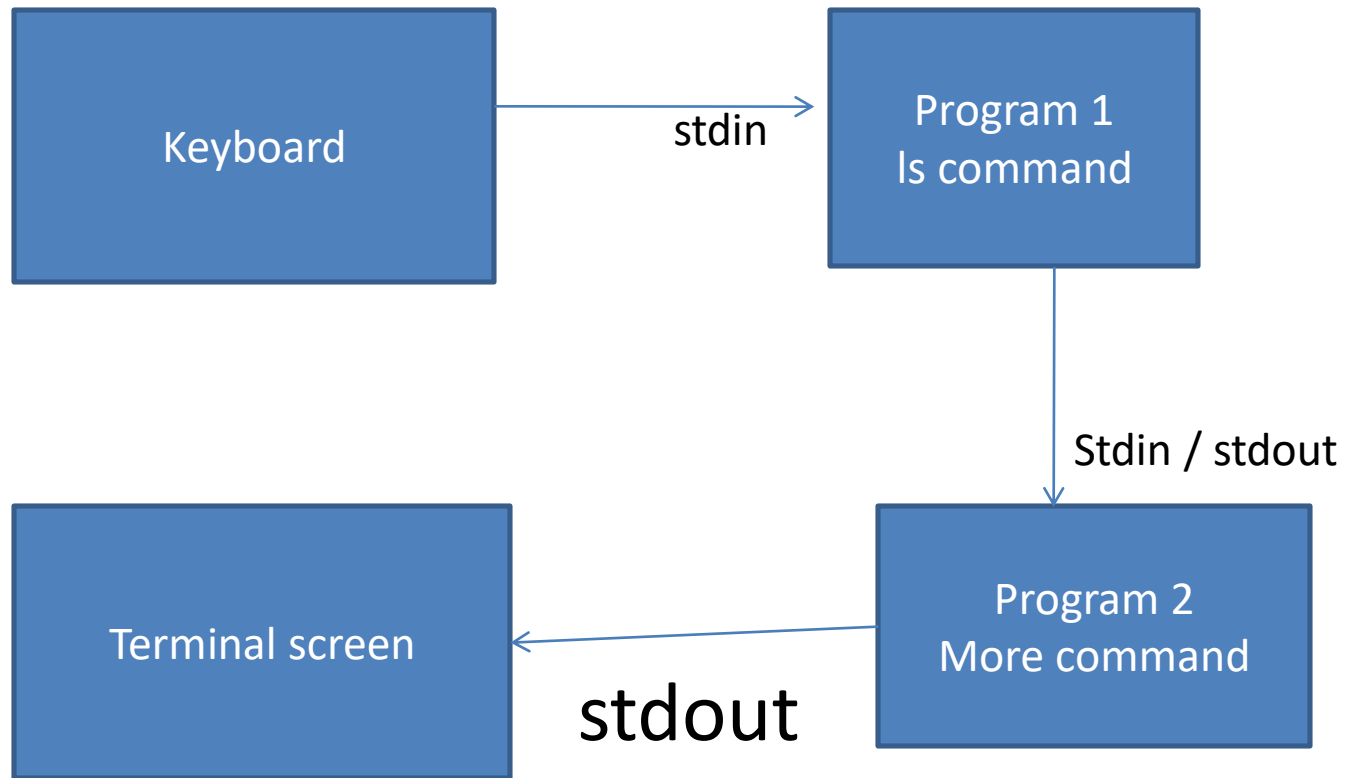 Keyboard
stdin
Program 1
ls command
Stdin / stdout
Program 2
More command
stdout
Terminal screen